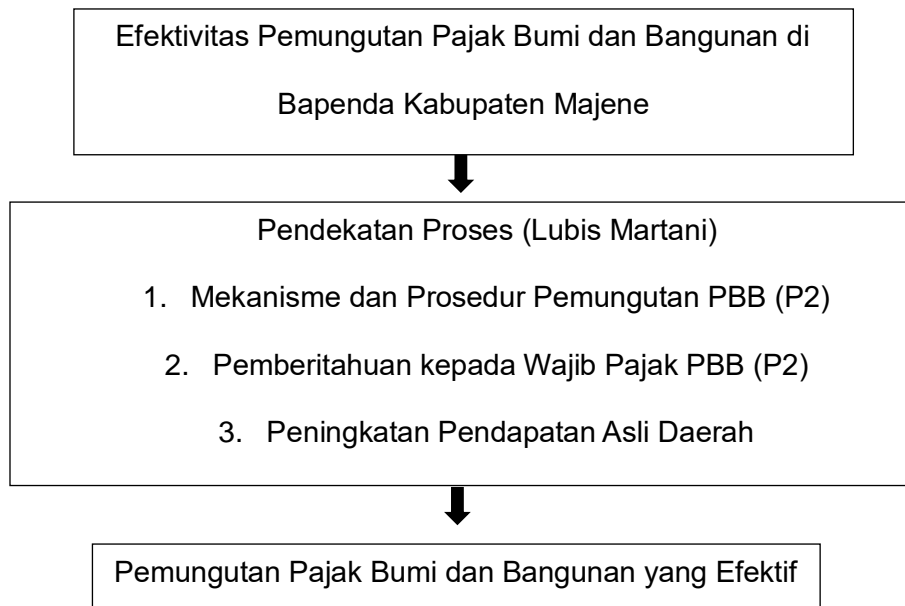 Efektivitas Pemungutan Pajak Bumi dan Bangunan di
Bapenda Kabupaten Majene
Pendekatan Proses (Lubis Martani)
1. Mekanisme dan Prosedur Pemungutan PBB (P2)
2. Pemberitahuan kepada Wajib Pajak PBB (P2)
3. Peningkatan Pendapatan Asli Daerah
Pemungutan Pajak Bumi dan Bangunan yang Efektif